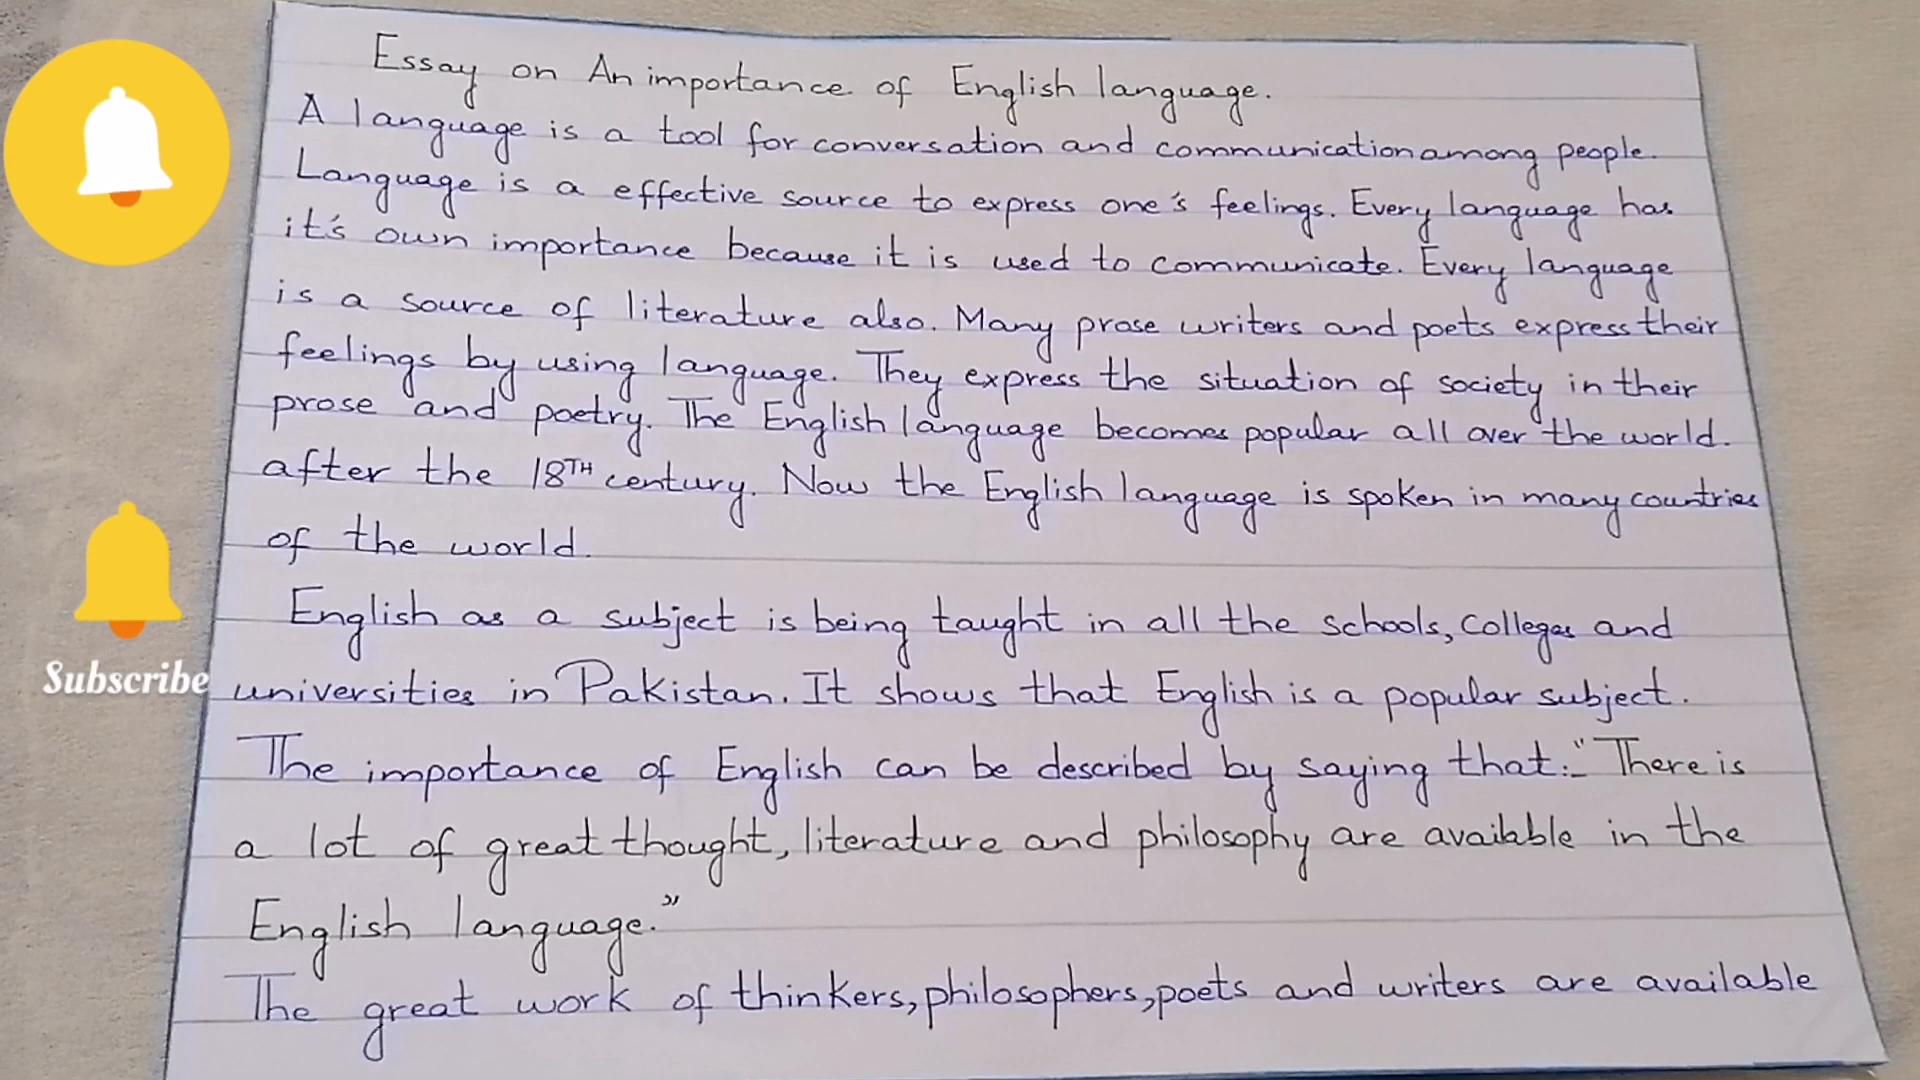 Essay on An importance of English language.
A language is a tool for conversation and communication among people.
Language is a effective source to express one's feelings. Every language has
it's own importance because it is used to communicate. Every language
is a source of literature also. Many prose writers and poets express their
feelings by using language. They express the situation of society in their
prose and poetry. The English language becomes popular all over the world.
after the 18TH century. Now the English language is spoken in many countries
of the world.
English as a subject is being taught in all the schools, colleges and
Subscribe
universities in Pakistan. It shows that English is a popular subject.
The importance of English can be described by saying that:- "There is
a lot of great thought, literature and philosophy are available in the
English language."
The great work of thinkers, philosophers, poets and writers are available